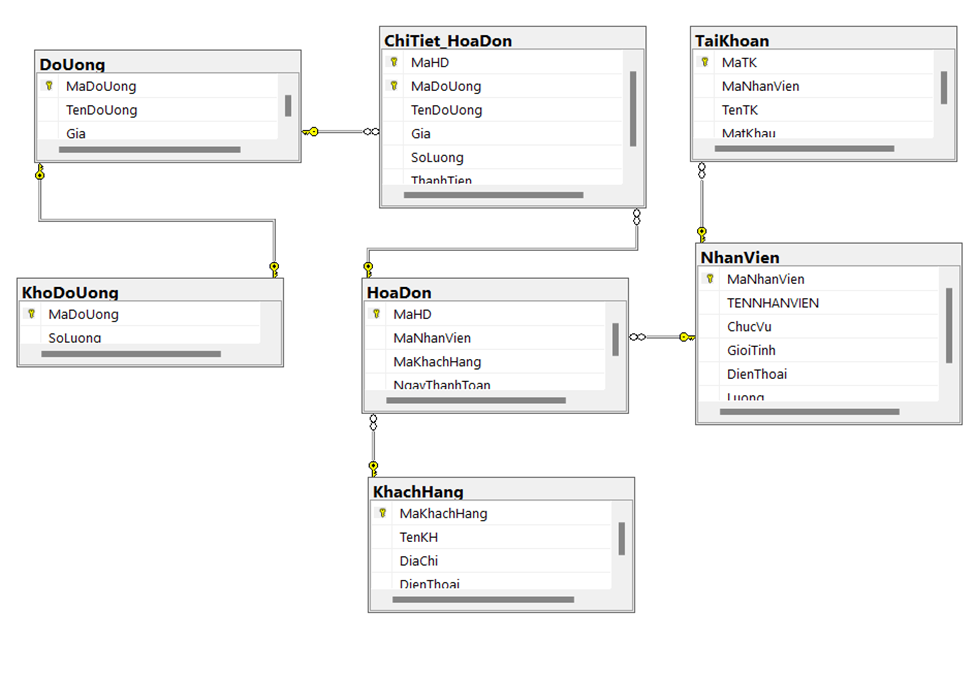 DoUong
MaDoUong
TenDoUong
Gia
ChiTiet_HoaDon
MaHD
MaDoUong
TenDoUong
Gia
SoLuong
ThanhTien
TaiKhoan
MaTK
MaNhanVien
TenTK
MatKhau
KhoDoUong
MaDoUong
SoLuong
HoaDon
MaHD
MaNhanVien
MaKhachHang
NgayThanhToan
NhanVien
MaNhanVien
TENNHANVIEN
ChucVu
GioiTinh
DienThoai
Luong
KhachHang
MaKhachHang
TenKH
DiaChi
DienThoai